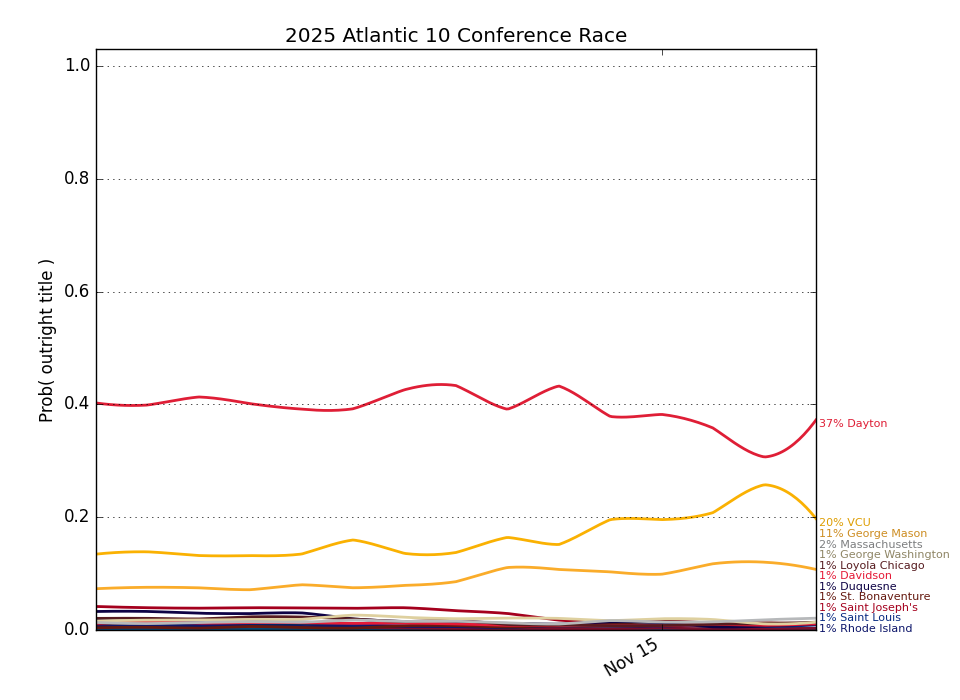 2025 Atlantic 10 Conference Race
Prob( outright title )
1.0
0.8
0.6
0.4
0.2
0.0
Nov 15
37% Dayton
20% VCU
11% George Mason
2% Massachusetts
1% George Washington
1% Loyola Chicago
1% Davidson
1% Duquesne
1% St. Bonaventure
1% Saint Joseph's
1% Saint Louis
1% Rhode Island